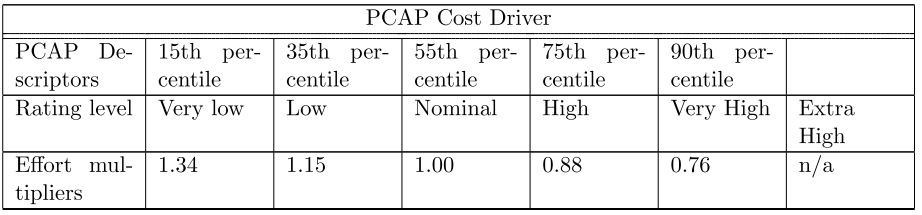 PCAP Cost Driver
PCAP De- 15th per- 35th per- 55th per- 75th per- 90th per-
scriptors centile centile centile centile centile
Rating level Very low Low Nominal High Very High Extra
High
Effort mul- 1.34 1.15 1.00 0.88 0.76 n/a
tipliers